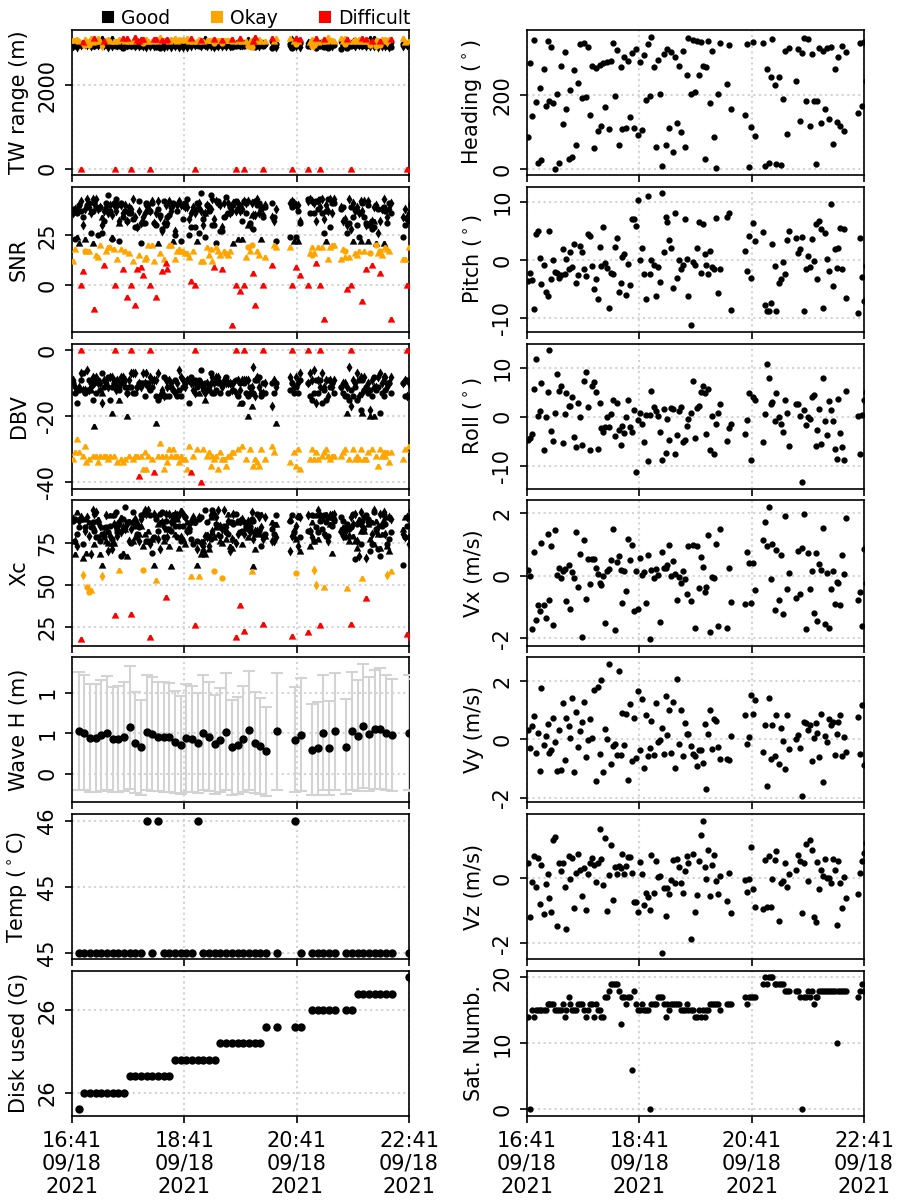 Good Okay Difficult
TW range (m)
2000
0
Heading (°)
200
0
SNR
25
0
Pitch (°)
10
0
-10
DBV
0
-20
-40
Roll (°)
10
0
-10
Xc
75
50
25
Vx (m/s)
2
0
-2
Wave H (m)
1
1
0
Vy (m/s)
2
0
-2
Temp (°C)
46
45
45
Vz (m/s)
0
-2
Disk used (G)
26
26
Sat. Numb.
20
10
0
16:41 18:41 20:41 22:41 16:41 18:41 20:41 22:41
09/18 09/18 09/18 09/18 09/18 09/18 09/18 09/18
2021 2021 2021 2021 2021 2021 2021 2021